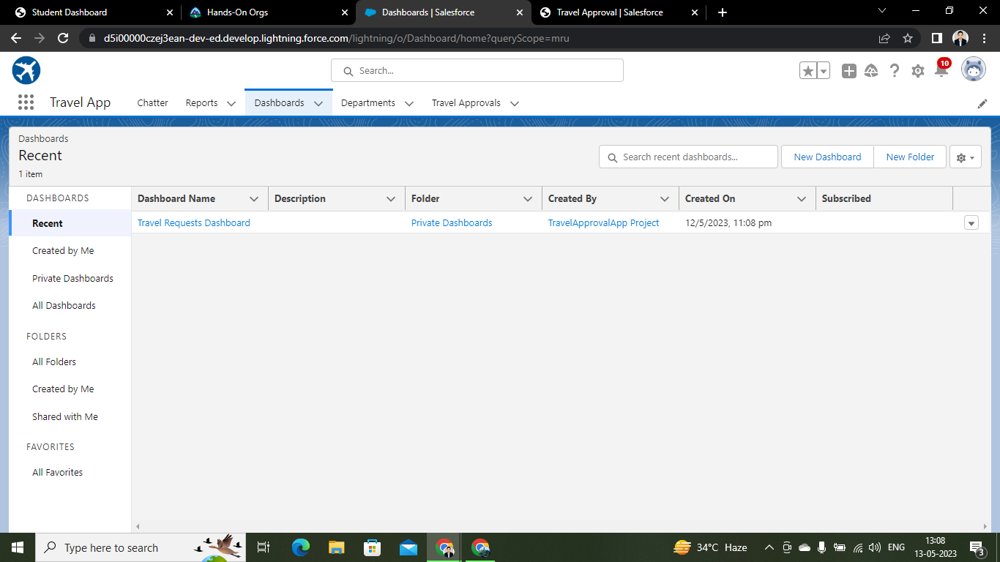 Student Dashboard
Hands-On Orgs
Dashboards | Salesforce
Travel Approval | Salesforce
d5i00000czej3ean-dev-ed.develop.lightning.force.com/lightning/o/Dashboard/home?queryScope=mru
Search...
10
Travel App
Chatter
Reports
Dashboards
Departments
Travel Approvals
Dashboards
Recent
1 item
Search recent dashboards...
New Dashboard
New Folder
DASHBOARDS
Recent
Created by Me
Private Dashboards
All Dashboards
FOLDERS
All Folders
Created by Me
Shared with Me
FAVORITES
All Favorites
Dashboard Name Description Folder Created By Created On Subscribed
Travel Requests Dashboard Private Dashboards TravelApprovalApp Project 12/5/2023, 11:08 pm
Type here to search
34°C Haze
ENG
13:08
13-05-2023
3